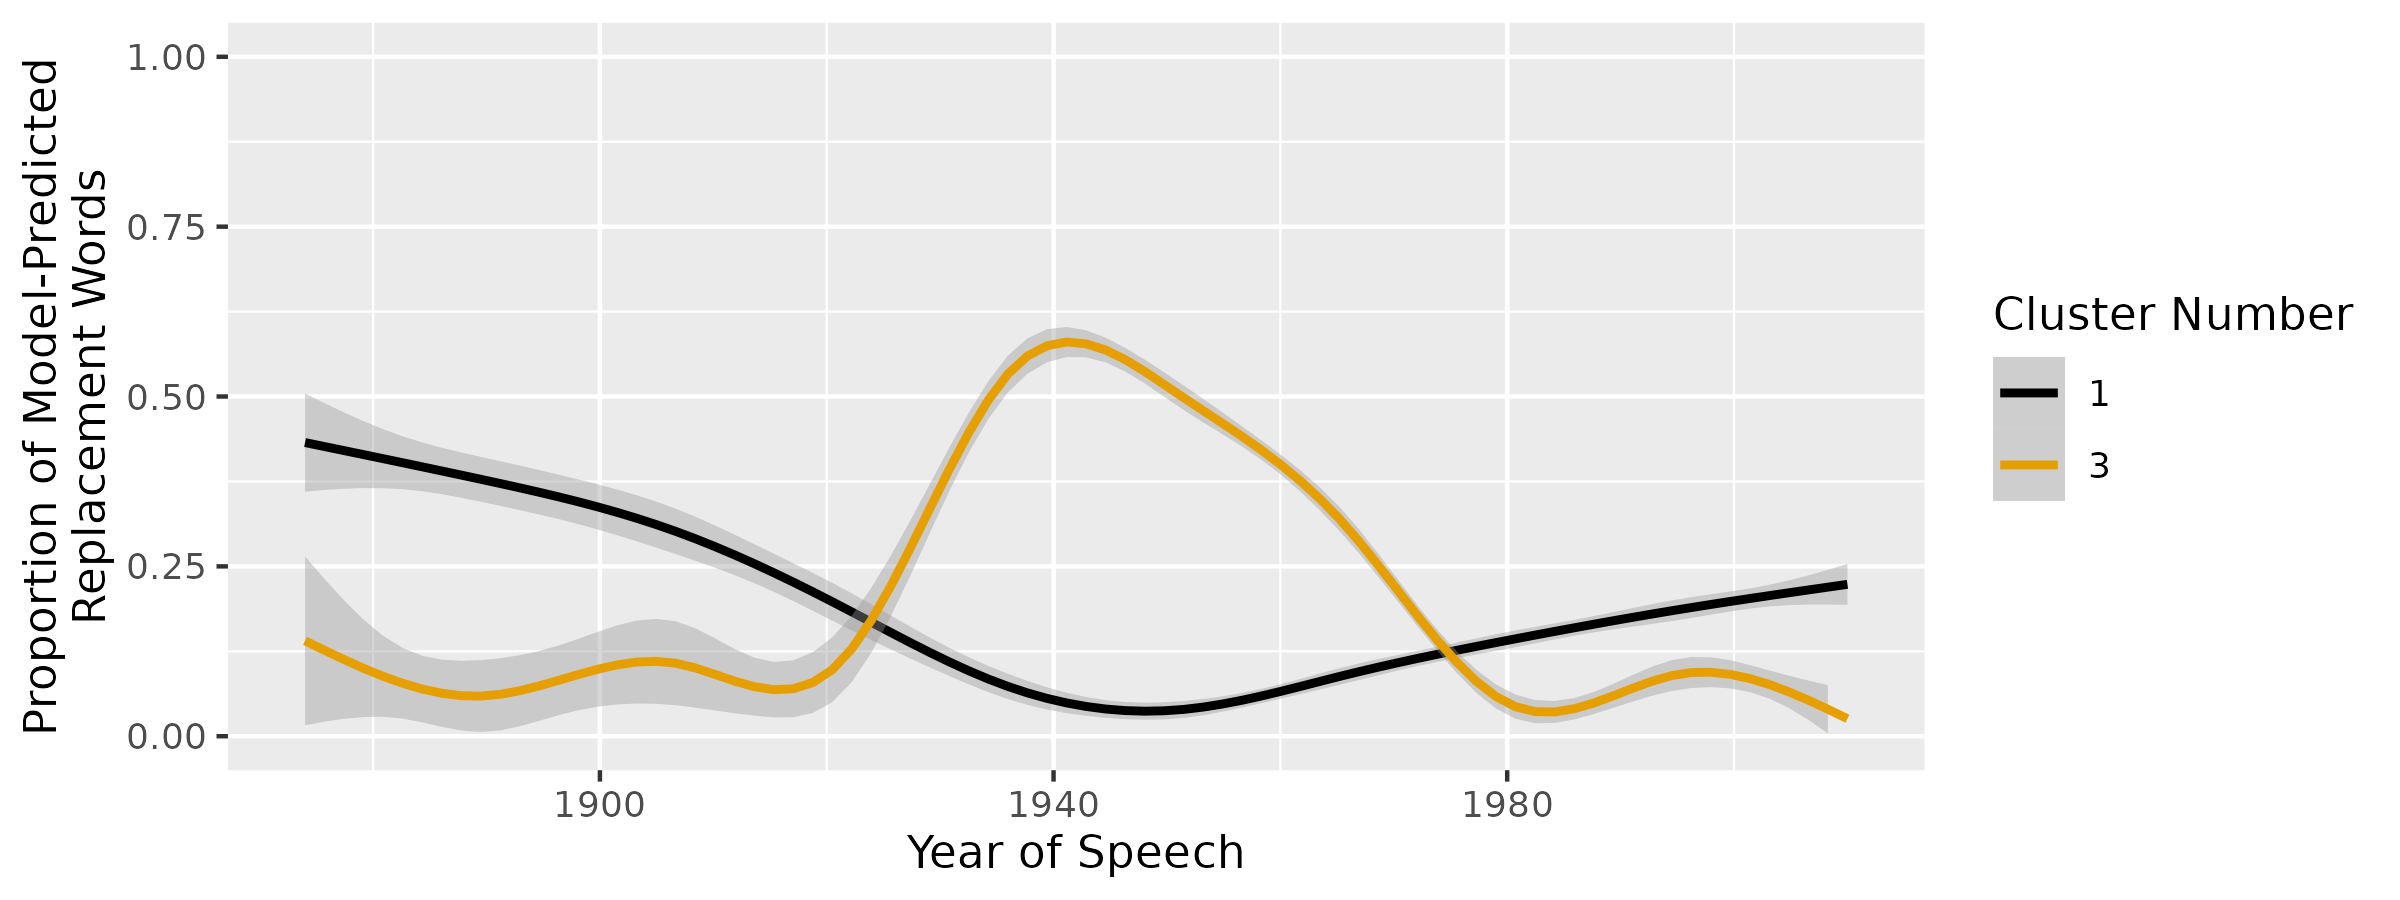 Proportion of Model-Predicted
Replacement Words
1.00
0.75
0.50
0.25
0.00
1900
1940
1980
Year of Speech
Cluster Number
1
3